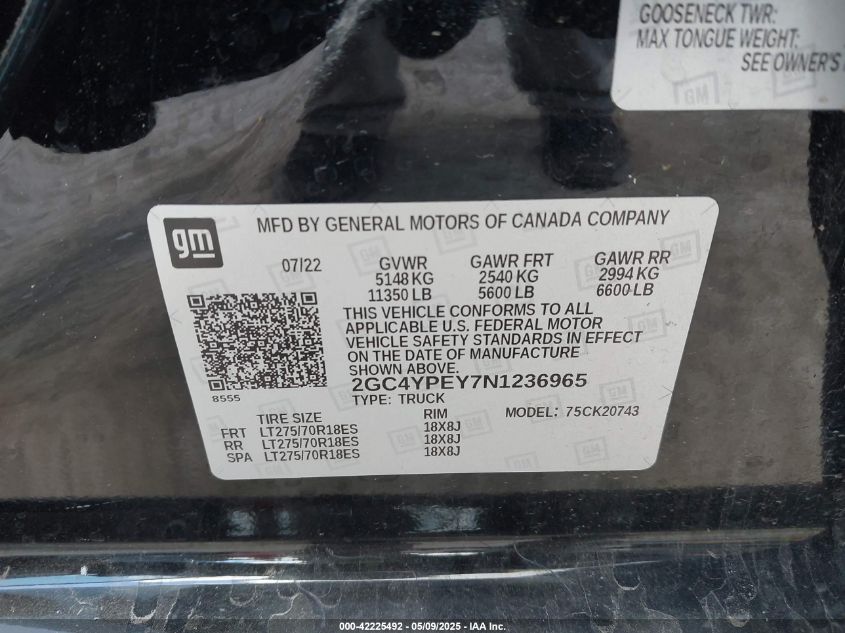 GOOSENECK TWR:
MAX TONGUE WEIGHT:
SEE OWNER'S
GM
gm
MFD BY GENERAL MOTORS OF CANADA COMPANY
07/22 GVWR GAWR FRT GAWR RR
5148 KG 2540 KG 2994 KG
11350 LB 5600 LB 6600 LB
THIS VEHICLE CONFORMS TO ALL
APPLICABLE U.S. FEDERAL MOTOR
VEHICLE SAFETY STANDARDS IN EFFECT
ON THE DATE OF MANUFACTURE
SHOWN ABOVE.
2GC4YPEY7N1236965
8555 TYPE: TRUCK MODEL: 75CK20743
TIRE SIZE RIM
FRT LT275/70R18ES 18X8J
RR LT275/70R18ES 18X8J
SPA LT275/70R18ES 18X8J
000-42225492 - 05/09/2025 - IAA Inc.